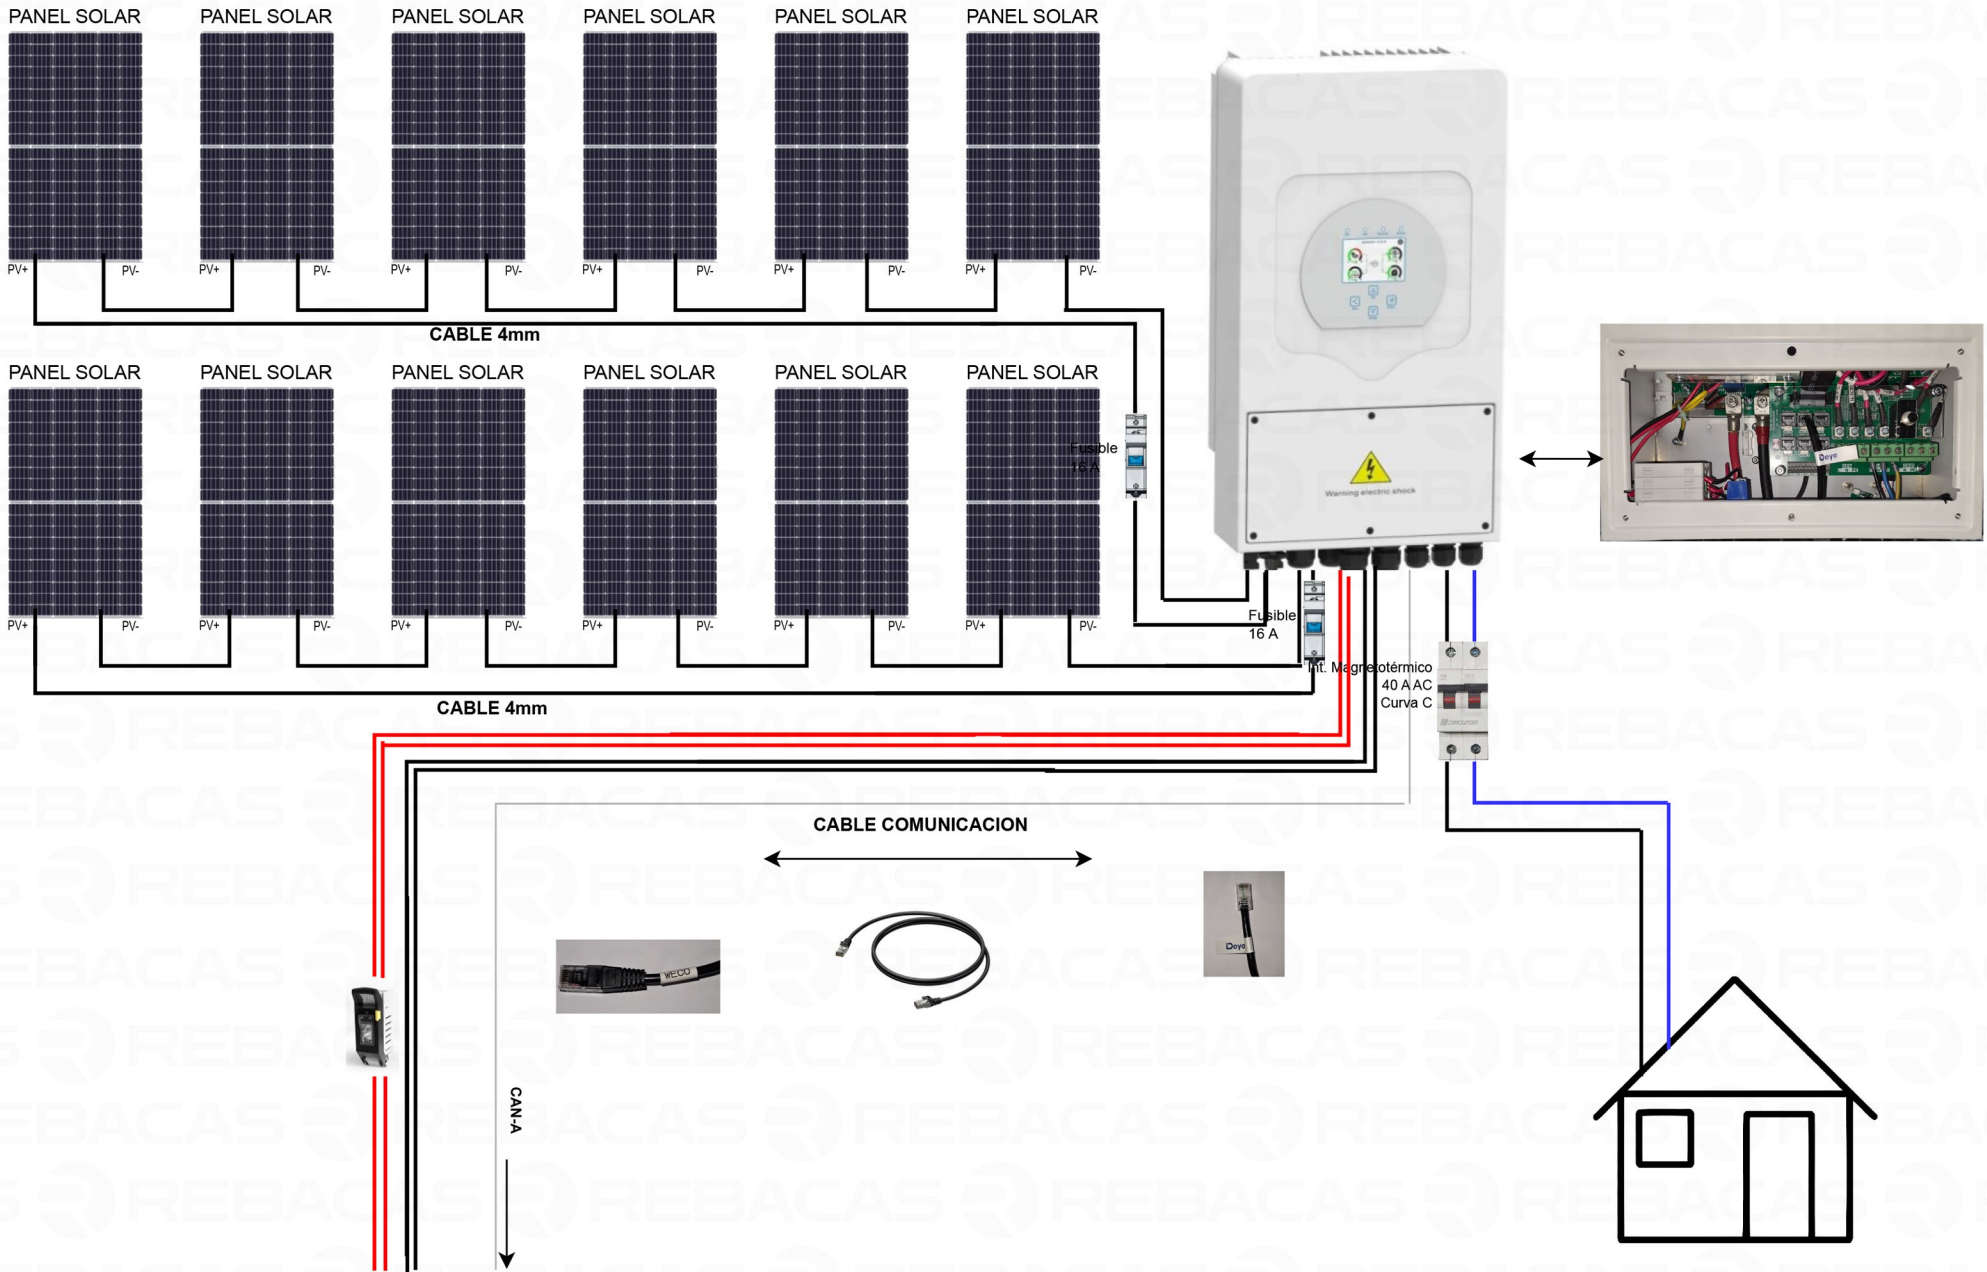 PANEL SOLAR
PANEL SOLAR
PANEL SOLAR
PANEL SOLAR
PANEL SOLAR
PANEL SOLAR
PV+
PV-
PV+
PV-
PV+
PV-
PV+
PV-
PV+
PV-
PV+
PV-
CABLE 4mm
PANEL SOLAR
PANEL SOLAR
PANEL SOLAR
PANEL SOLAR
PANEL SOLAR
PANEL SOLAR
Fusible
16 A
Warning electric shock
Deye
PV+
PV-
PV+
PV-
PV+
PV-
PV+
PV-
PV+
PV-
PV+
PV-
Fusible
16 A
Int. Magnetotérmico
40 A AC
Curva C
CIRCUTOR
CABLE 4mm
CABLE COMUNICACION
WECO
Deye
CAN-A
REBACAS